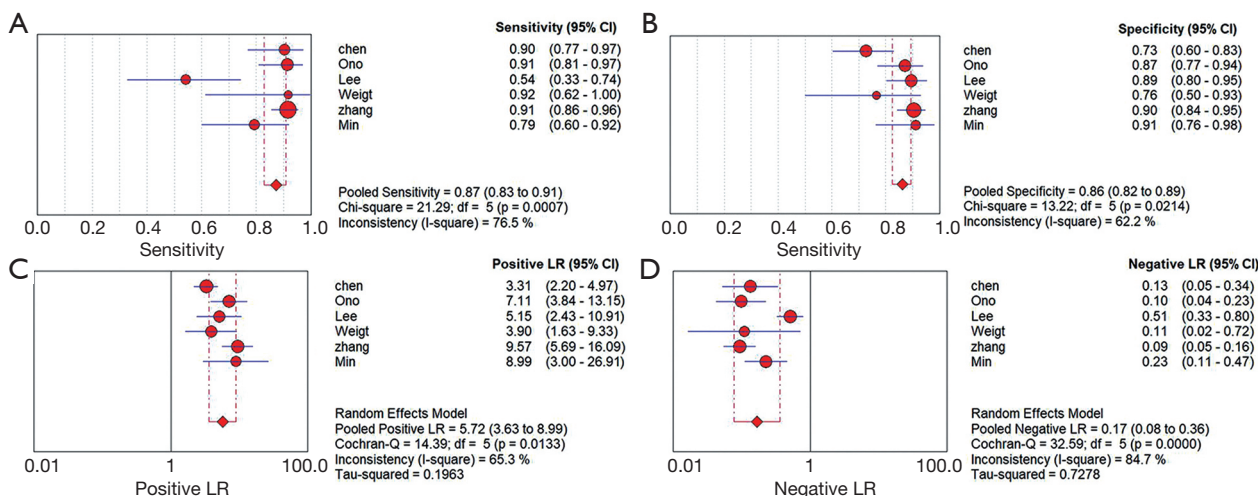 A
Sensitivity (95% CI)
chen 0.90 (0.77 - 0.97)
Ono 0.91 (0.81 - 0.97)
Lee 0.54 (0.33 - 0.74)
Weigt 0.92 (0.62 - 1.00)
zhang 0.91 (0.86 - 0.96)
Min 0.79 (0.60 - 0.92)
Pooled Sensitivity = 0.87 (0.83 to 0.91)
Chi-square = 21.29; df = 5 (p = 0.0007)
Inconsistency (I-square) = 76.5 %
0.0 0.2 0.4 0.6 0.8 1.0
Sensitivity
B
Specificity (95% CI)
chen 0.73 (0.60 - 0.83)
Ono 0.87 (0.77 - 0.94)
Lee 0.89 (0.80 - 0.95)
Weigt 0.76 (0.50 - 0.93)
zhang 0.90 (0.84 - 0.95)
Min 0.91 (0.76 - 0.98)
Pooled Specificity = 0.86 (0.82 to 0.89)
Chi-square = 13.22; df = 5 (p = 0.0214)
Inconsistency (I-square) = 62.2 %
0.0 0.2 0.4 0.6 0.8 1.0
Sensitivity
C
Positive LR (95% CI)
chen 3.31 (2.20 - 4.97)
Ono 7.11 (3.84 - 13.15)
Lee 5.15 (2.43 - 10.91)
Weigt 3.90 (1.63 - 9.33)
zhang 9.57 (5.69 - 16.09)
Min 8.99 (3.00 - 26.91)
Random Effects Model
Pooled Positive LR = 5.72 (3.63 to 8.99)
Cochran-Q = 14.39; df = 5 (p = 0.0133)
Inconsistency (I-square) = 65.3 %
Tau-squared = 0.1963
0.01 1 100.0
Positive LR
D
Negative LR (95% CI)
chen 0.13 (0.05 - 0.34)
Ono 0.10 (0.04 - 0.23)
Lee 0.51 (0.33 - 0.80)
Weigt 0.11 (0.02 - 0.72)
zhang 0.09 (0.05 - 0.16)
Min 0.23 (0.11 - 0.47)
Random Effects Model
Pooled Negative LR = 0.17 (0.08 to 0.36)
Cochran-Q = 32.59; df = 5 (p = 0.0000)
Inconsistency (I-square) = 84.7 %
Tau-squared = 0.7278
0.01 1 100.0
Negative LR